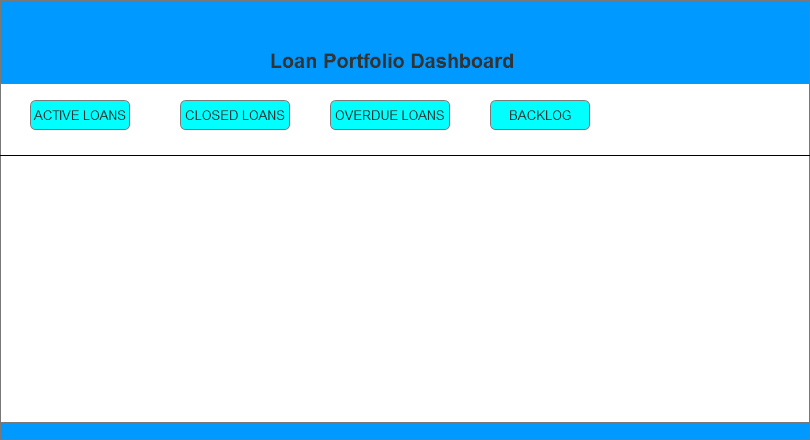 Loan Portfolio Dashboard
ACTIVE LOANS
CLOSED LOANS
OVERDUE LOANS
BACKLOG